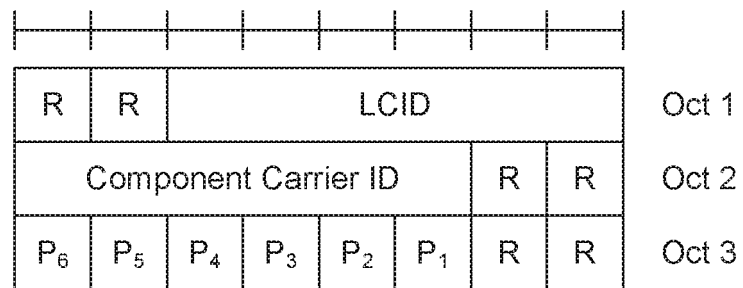 R R LCID Oct 1
Component Carrier ID R R Oct 2
P₆ P₅ P₄ P₃ P₂ P₁ R R Oct 3